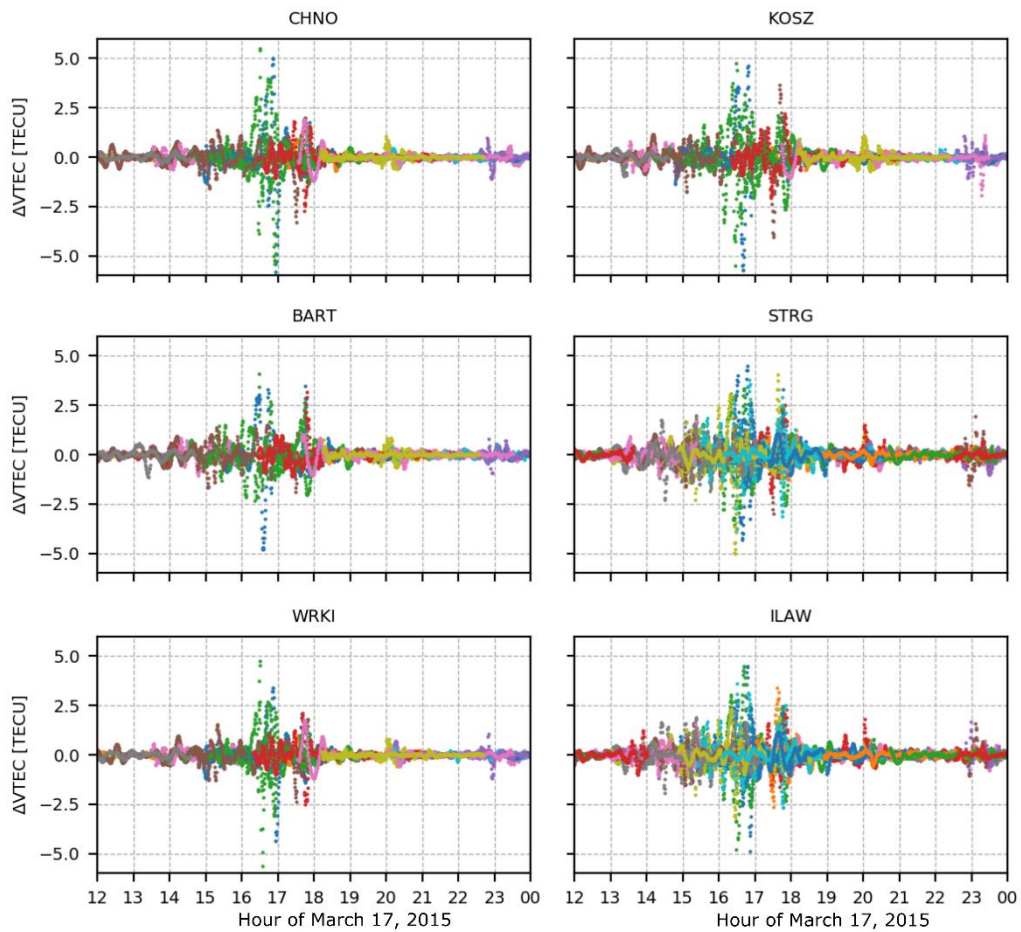 CHNO KOSZ
5.0
2.5
0.0
−2.5
−5.0
ΔVTEC [TECU]
BART STRG
5.0
2.5
0.0
−2.5
−5.0
ΔVTEC [TECU]
WRKI ILAW
5.0
2.5
0.0
−2.5
−5.0
ΔVTEC [TECU]
12 13 14 15 16 17 18 19 20 21 22 23 00 12 13 14 15 16 17 18 19 20 21 22 23 00
Hour of March 17, 2015 Hour of March 17, 2015